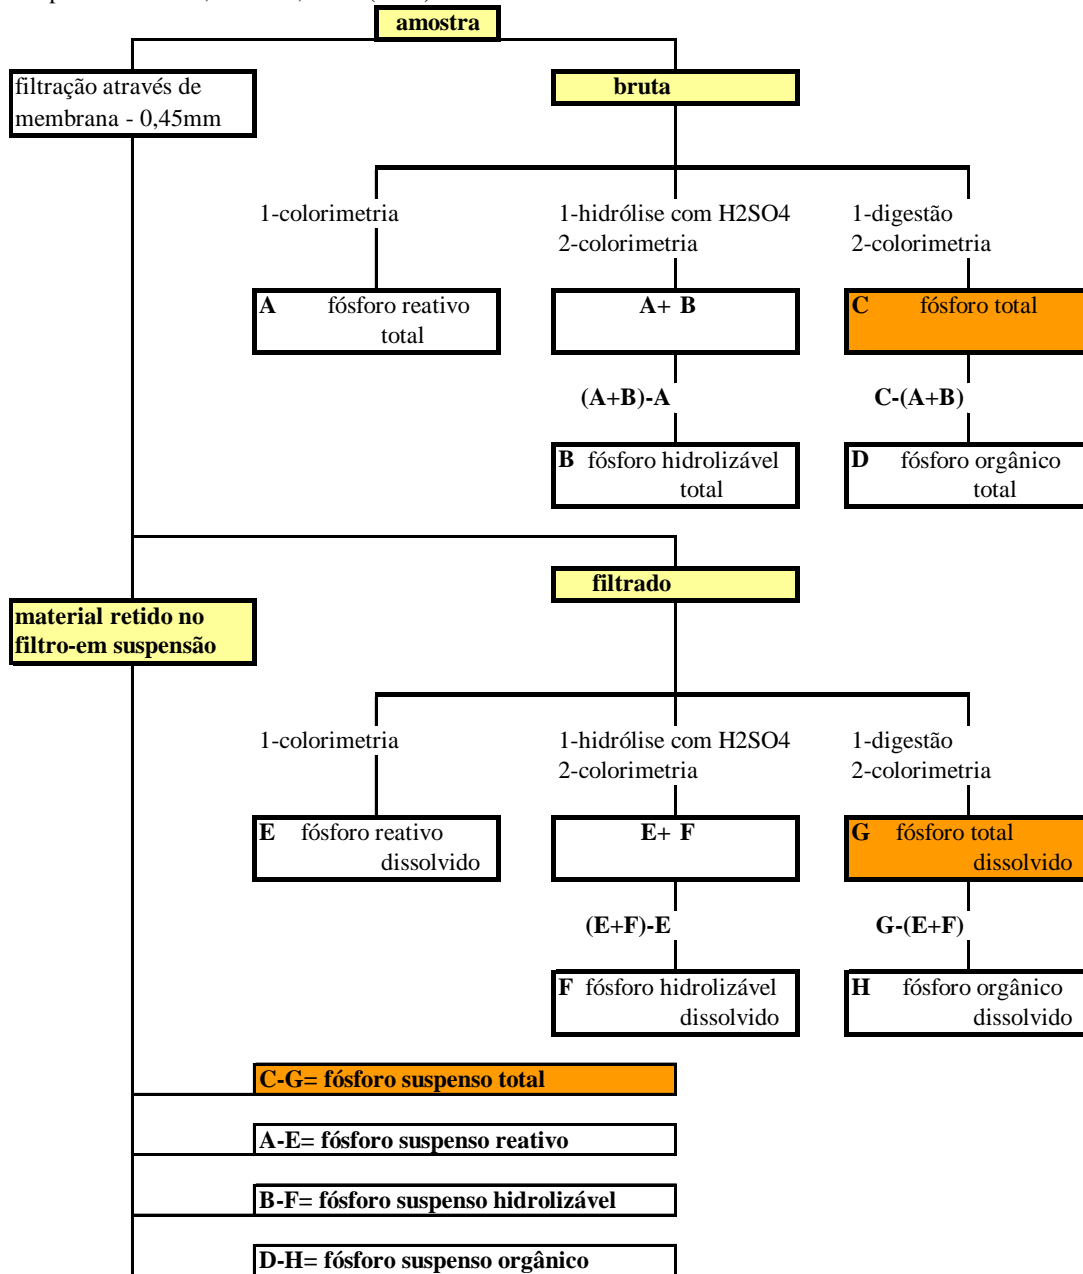 amostra
filtração através de
membrana - 0,45mm
bruta
1-colorimetria
1-hidrólise com H2SO4
2-colorimetria
1-digestão
2-colorimetria
A fósforo reativo
total
A+ B
C fósforo total
(A+B)-A
C-(A+B)
B fósforo hidrolizável
total
D fósforo orgânico
total
filtrado
material retido no
filtro-em suspensão
1-colorimetria
1-hidrólise com H2SO4
2-colorimetria
1-digestão
2-colorimetria
E fósforo reativo
dissolvido
E+ F
G fósforo total
dissolvido
(E+F)-E
G-(E+F)
F fósforo hidrolizável
dissolvido
H fósforo orgânico
dissolvido
C-G= fósforo suspenso total
A-E= fósforo suspenso reativo
B-F= fósforo suspenso hidrolizável
D-H= fósforo suspenso orgânico